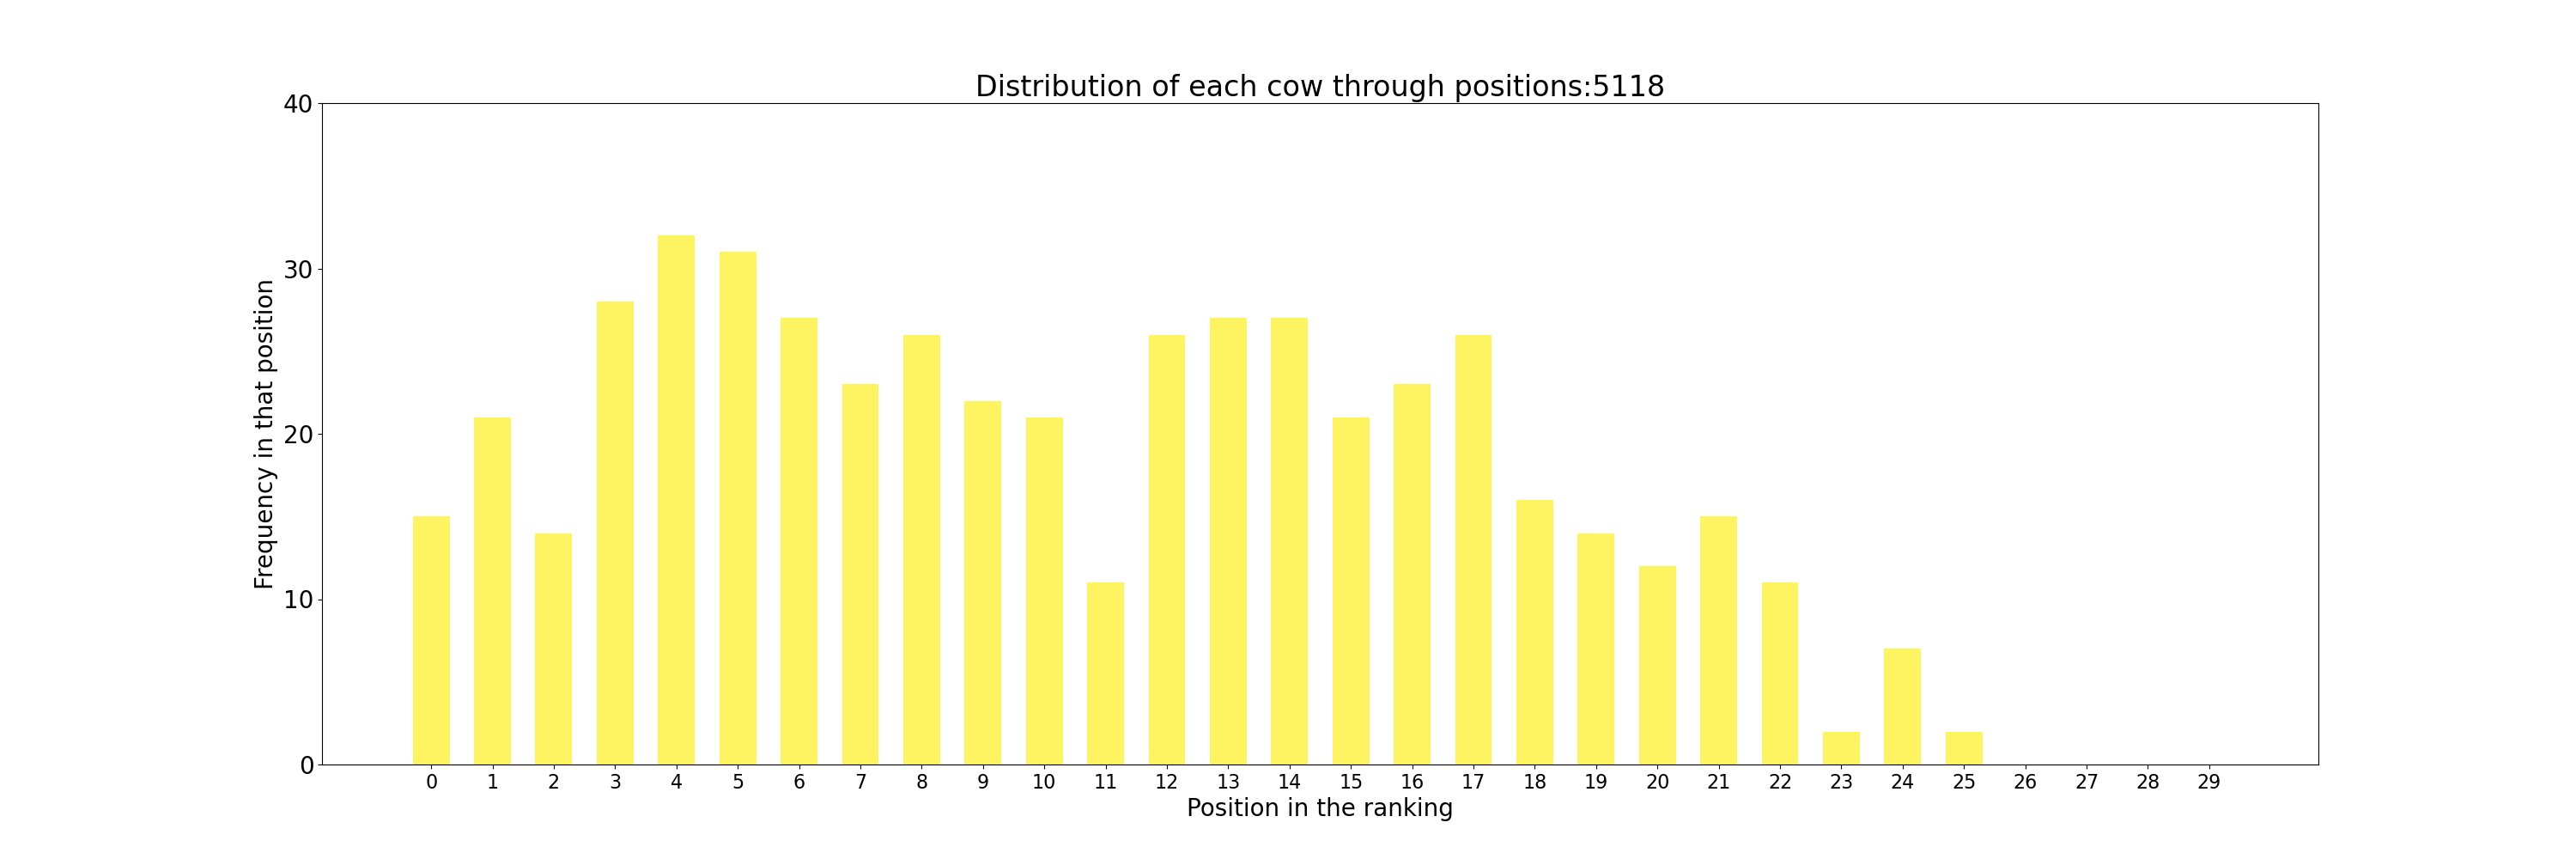 Distribution of each cow through positions:5118
40
30
20
10
0
Frequency in that position
0 1 2 3 4 5 6 7 8 9 10 11 12 13 14 15 16 17 18 19 20 21 22 23 24 25 26 27 28 29
Position in the ranking